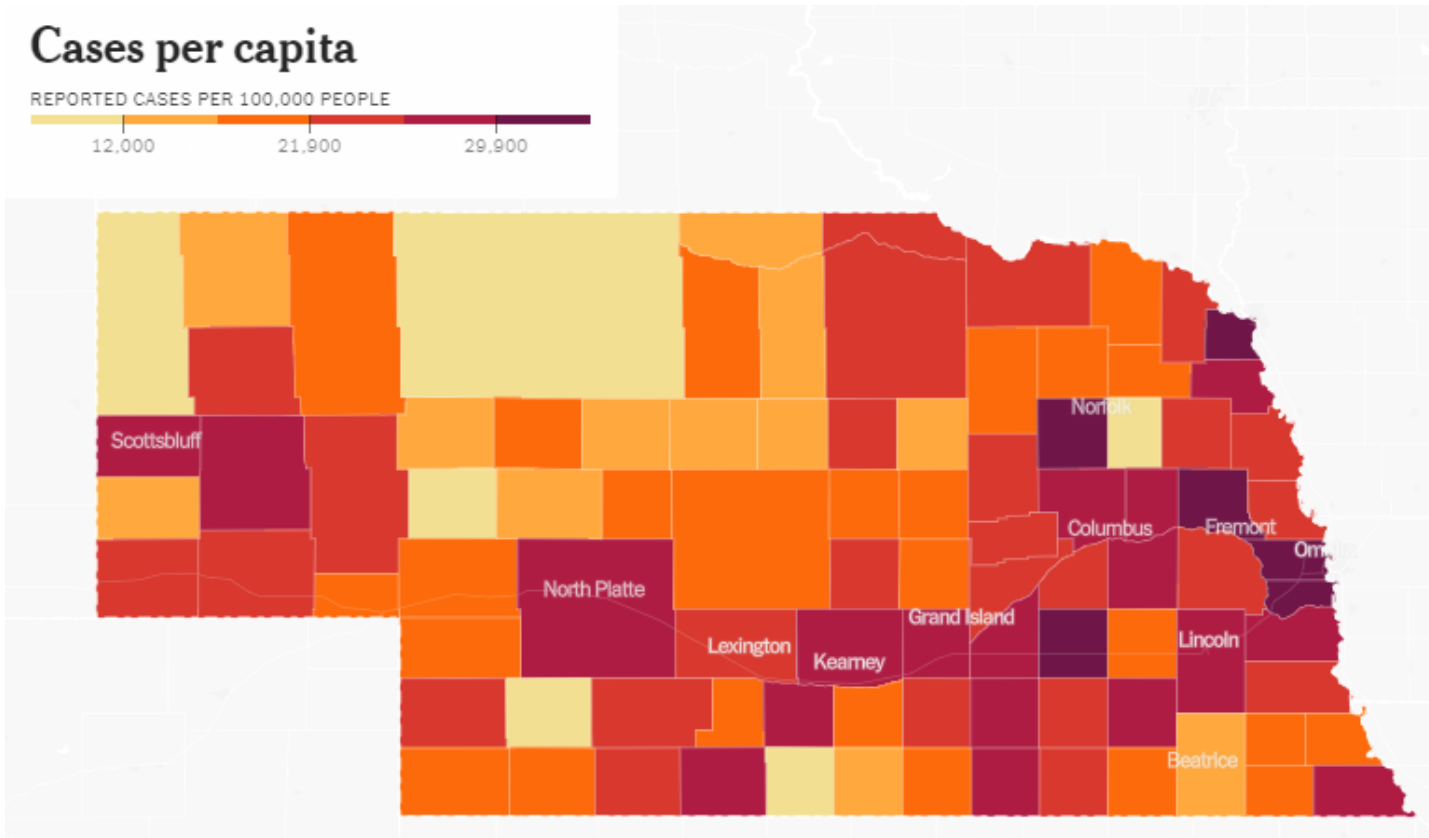 Cases per capita
REPORTED CASES PER 100,000 PEOPLE
12,000 21,900 29,900
Norfolk
Scottsbluff
Columbus Fremont
Omaha
North Platte
Grand Island
Lexington Lincoln
Kearney
Beatrice